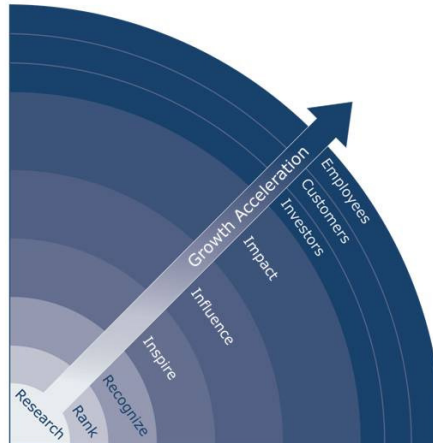 Research
Rank
Recognize
Inspire
Influence
Impact
Investors
Customers
Employees
Growth Acceleration